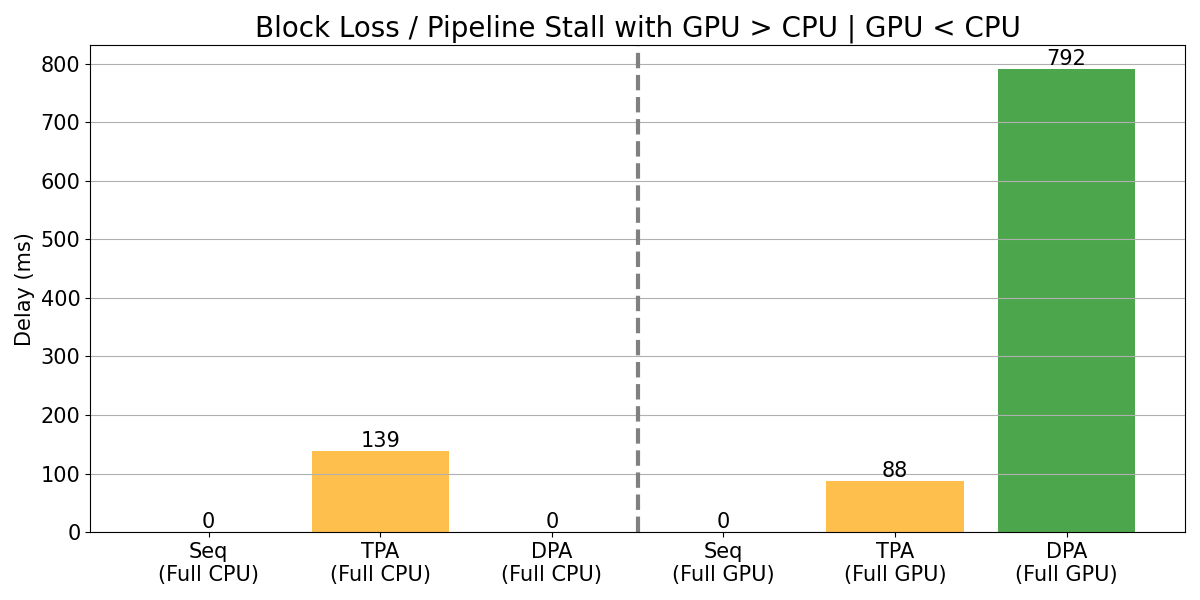 Block Loss / Pipeline Stall with GPU > CPU | GPU < CPU
Delay (ms)
800
700
600
500
400
300
200
100
0
0
139
0
0
88
792
Seq
(Full CPU)
TPA
(Full CPU)
DPA
(Full CPU)
Seq
(Full GPU)
TPA
(Full GPU)
DPA
(Full GPU)